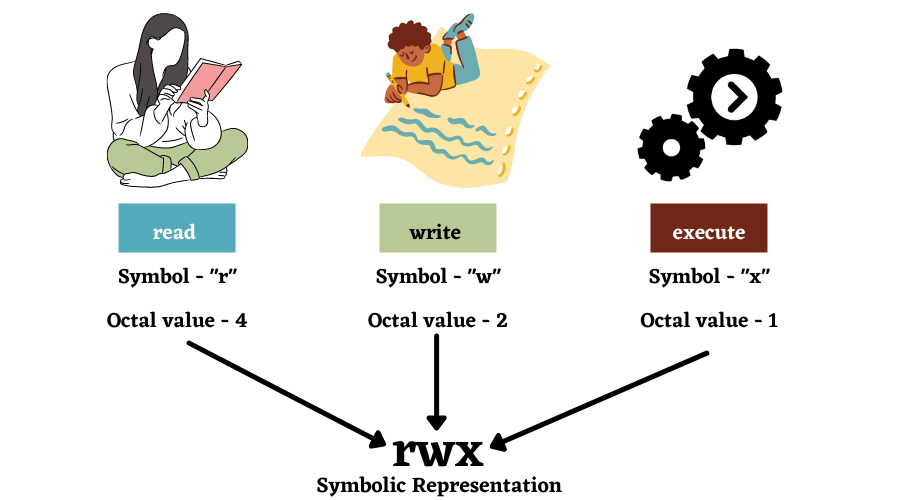 read
write
execute
Symbol - "r"
Symbol - "w"
Symbol - "x"
Octal value - 4
Octal value - 2
Octal value - 1
rwx
Symbolic Representation